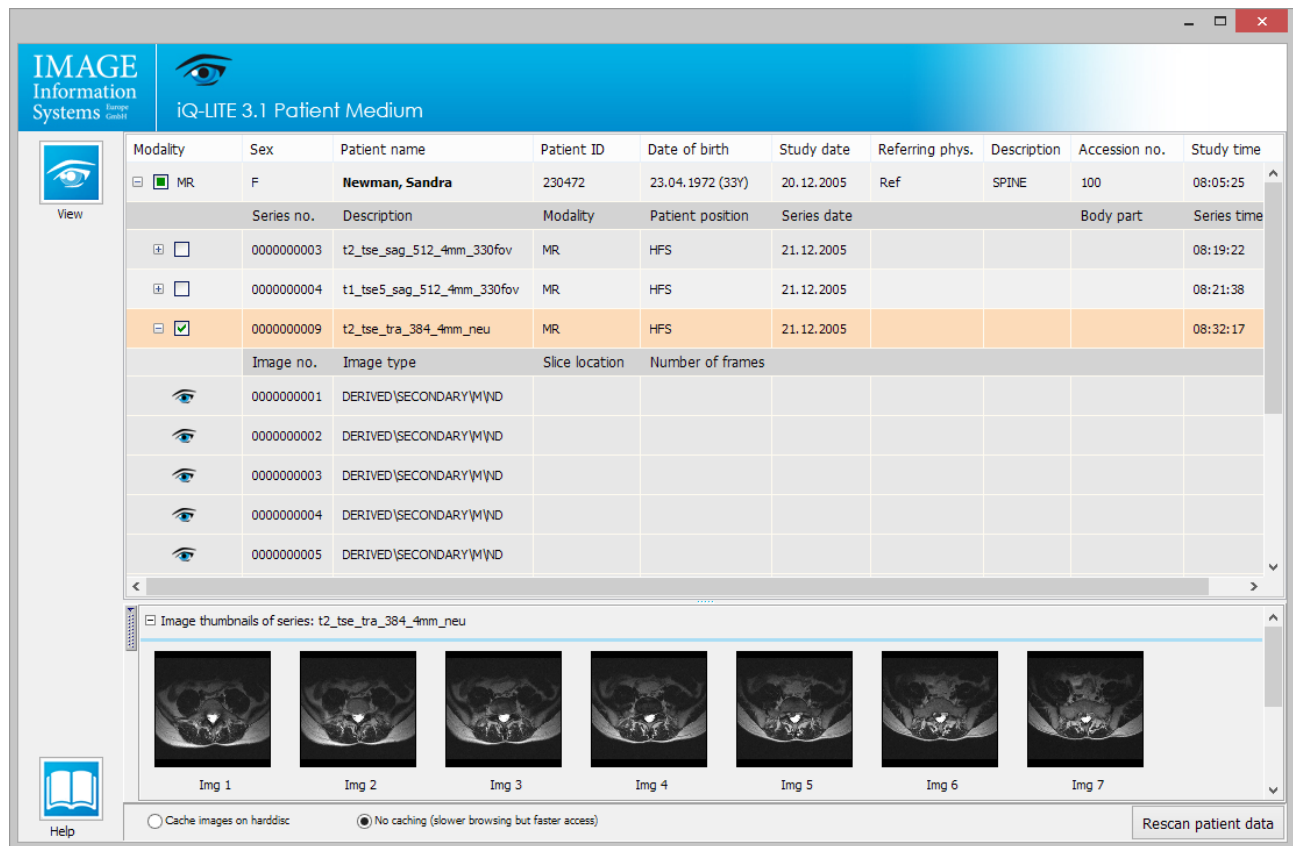 IMAGE
Information
Systems Europe GmbH
iQ-LITE 3.1 Patient Medium
View
Modality Sex Patient name Patient ID Date of birth Study date Referring phys. Description Accession no. Study time
MR F Newman, Sandra 230472 23.04.1972 (33Y) 20.12.2005 Ref SPINE 100 08:05:25
Series no. Description Modality Patient position Series date Body part Series time
0000000003 t2_tse_sag_512_4mm_330fov MR HFS 21.12.2005 08:19:22
0000000004 t1_tse5_sag_512_4mm_330fov MR HFS 21.12.2005 08:21:38
0000000009 t2_tse_tra_384_4mm_neu MR HFS 21.12.2005 08:32:17
Image no. Image type Slice location Number of frames
0000000001 DERIVED\SECONDARY\M\ND
0000000002 DERIVED\SECONDARY\M\ND
0000000003 DERIVED\SECONDARY\M\ND
0000000004 DERIVED\SECONDARY\M\ND
0000000005 DERIVED\SECONDARY\M\ND
Image thumbnails of series: t2_tse_tra_384_4mm_neu
Img 1 Img 2 Img 3 Img 4 Img 5 Img 6 Img 7
Help
Cache images on harddisc No caching (slower browsing but faster access) Rescan patient data